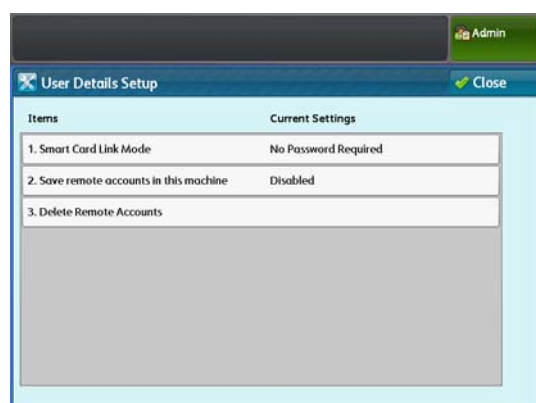 Admin
User Details Setup
Close
Items Current Settings
1. Smart Card Link Mode No Password Required
2. Save remote accounts in this machine Disabled
3. Delete Remote Accounts